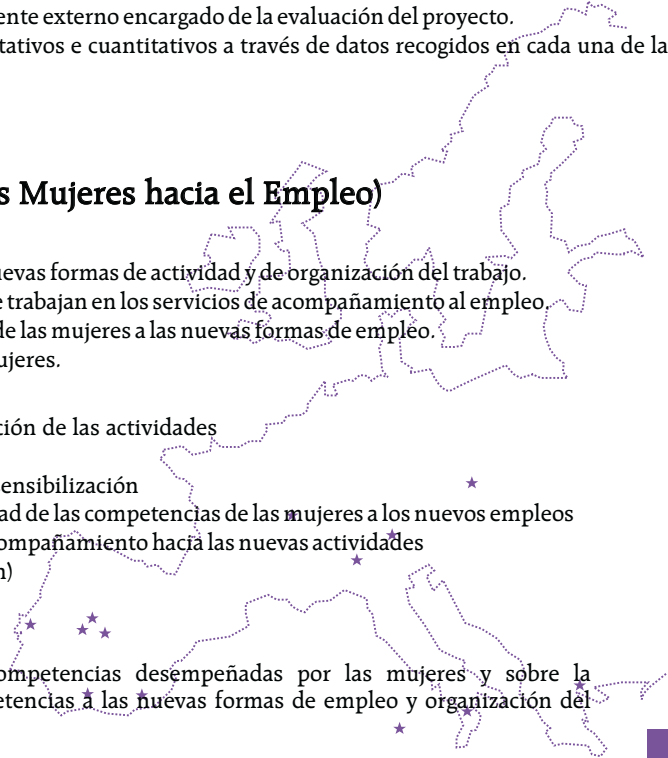 ente externo encargado de la evaluación del proyecto.
tativos e cuantitativos a través de datos recogidos en cada una de la
s Mujeres hacia el Empleo)
uevas formas de actividad y de organización del trabajo.
e trabajan en los servicios de acompañamiento al empleo.
de las mujeres a las nuevas formas de empleo.
ujeres.
ción de las actividades
ensibilización
ad de las competencias de las mujeres a los nuevos empleos
ompañamiento hacia las nuevas actividades
n)
ompetencias desempeñadas por las mujeres y sobre la
etencias a las nuevas formas de empleo y organización del